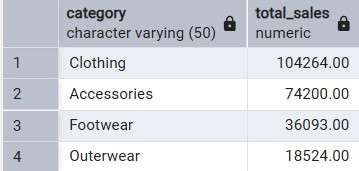 category total_sales
character varying (50) numeric
1 Clothing 104264.00
2 Accessories 74200.00
3 Footwear 36093.00
4 Outerwear 18524.00